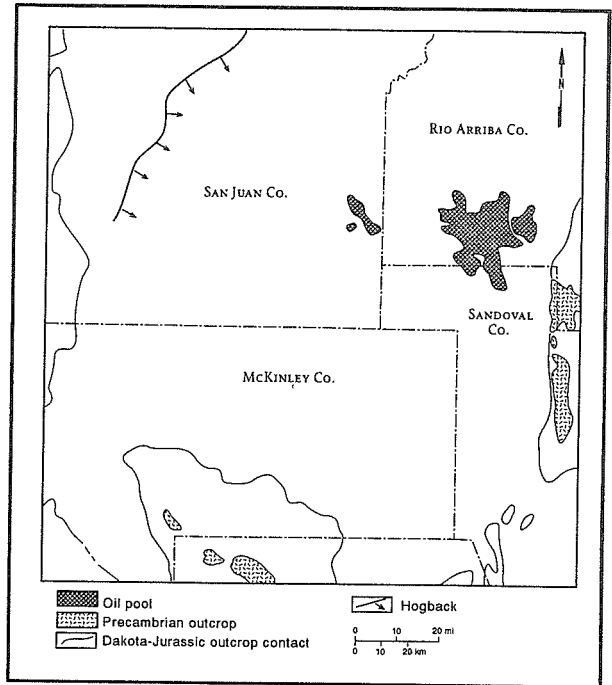 N
RIO ARRIBA CO.
SAN JUAN CO.
SANDOVAL
CO.
MCKINLEY CO.
Oil pool
Precambrian outcrop
Dakota-Jurassic outcrop contact
Hogback
0 10 20 mi
0 10 20 km